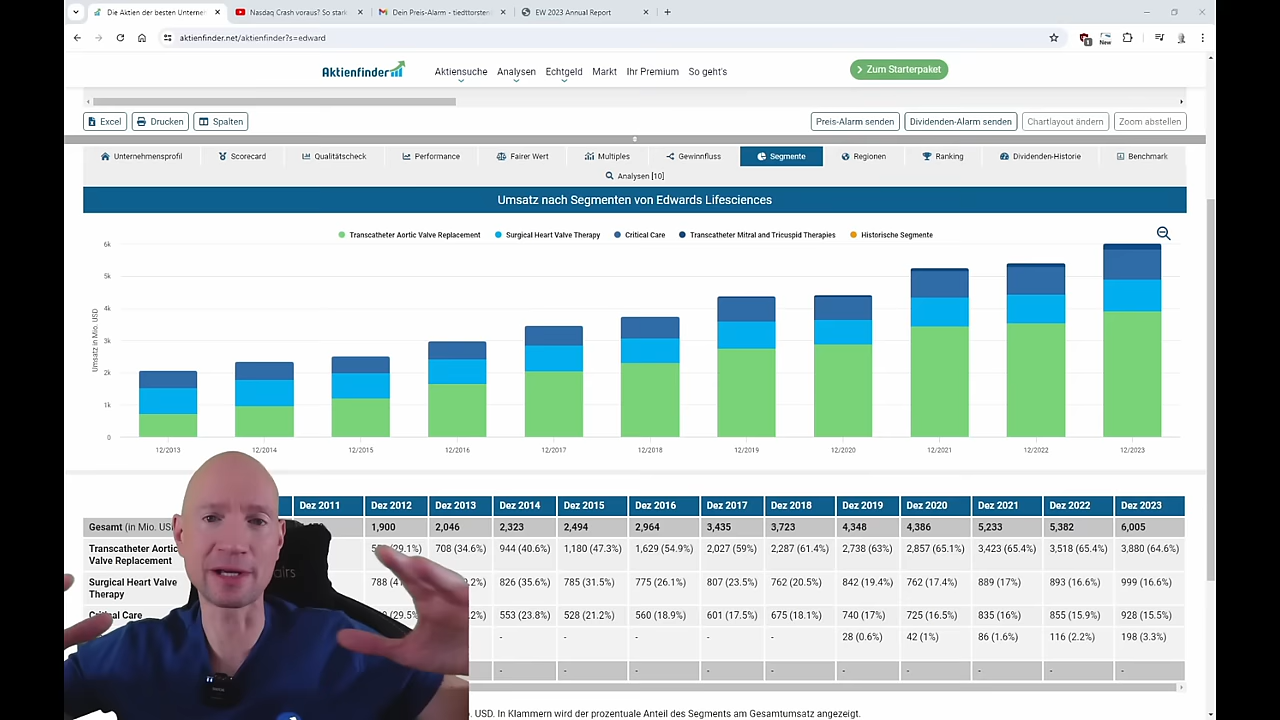 Die Aktien der besten Unterne
Nasdaq Crash voraus? So stark
Dein Preis-Alarm - tiedttorsten
EW 2023 Annual Report
aktienfinder.net/aktienfinder?s=edward
New
Aktienfinder
Aktiensuche
Analysen
Echtgeld
Markt
Ihr Premium
So geht's
Zum Starterpaket
Excel
Drucken
Spalten
Preis-Alarm senden
Dividenden-Alarm senden
Chartlayout ändern
Zoom abstellen
Unternehmensprofil
Scorecard
Qualitätscheck
Performance
Fairer Wert
Multiples
Gewinnfluss
Segmente
Regionen
Ranking
Dividenden-Historie
Benchmark
Analysen [10]
Umsatz nach Segmenten von Edwards Lifesciences
Transcatheter Aortic Valve Replacement
Surgical Heart Valve Therapy
Critical Care
Transcatheter Mitral and Tricuspid Therapies
Historische Segmente
Umsatz in Mio. USD
6k
5k
4k
3k
2k
1k
0
12/2013
12/2014
12/2015
12/2016
12/2017
12/2018
12/2019
12/2020
12/2021
12/2022
12/2023
Dez 2011 Dez 2012 Dez 2013 Dez 2014 Dez 2015 Dez 2016 Dez 2017 Dez 2018 Dez 2019 Dez 2020 Dez 2021 Dez 2022 Dez 2023
Gesamt (in Mio. US 1,900 2,046 2,323 2,494 2,964 3,435 3,723 4,348 4,386 5,233 5,382 6,005
Transcatheter Aortic 29.1%) 708 (34.6%) 944 (40.6%) 1,180 (47.3%) 1,629 (54.9%) 2,027 (59%) 2,287 (61.4%) 2,738 (63%) 2,857 (65.1%) 3,423 (65.4%) 3,518 (65.4%) 3,880 (64.6%)
Valve Replacement
Surgical Heart Valve 788 826 (35.6%) 785 (31.5%) 775 (26.1%) 807 (23.5%) 762 (20.5%) 842 (19.4%) 762 (17.4%) 889 (17%) 893 (16.6%) 999 (16.6%)
Therapy
Critical Care (29.5% 553 (23.8%) 528 (21.2%) 560 (18.9%) 601 (17.5%) 675 (18.1%) 740 (17%) 725 (16.5%) 835 (16%) 855 (15.9%) 928 (15.5%)
- - - - - 28 (0.6%) 42 (1%) 86 (1.6%) 116 (2.2%) 198 (3.3%)
- - - - - - - - - -
USD. In Klammern wird der prozentuale Anteil des Segments am Gesamtumsatz angezeigt.